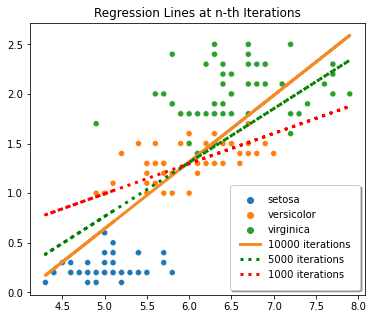 Regression Lines at n-th Iterations
2.5
2.0
1.5
1.0
0.5
0.0
setosa
versicolor
virginica
10000 iterations
5000 iterations
1000 iterations
4.5 5.0 5.5 6.0 6.5 7.0 7.5 8.0